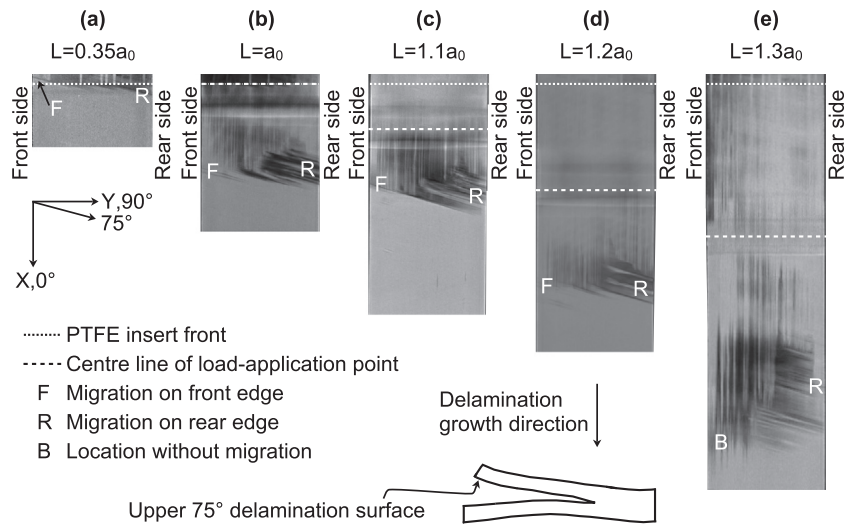 (a) (b) (c) (d) (e)
L=0.35a₀ L=a₀ L=1.1a₀ L=1.2a₀ L=1.3a₀
Front side F R Rear side
Front side F R Rear side
Front side F R Rear side
Front side F R Rear side
Front side B R Rear side
Y,90°
75°
X,0°
PTFE insert front
Centre line of load-application point
F Migration on front edge
R Migration on rear edge
B Location without migration
Delamination
growth direction
Upper 75° delamination surface